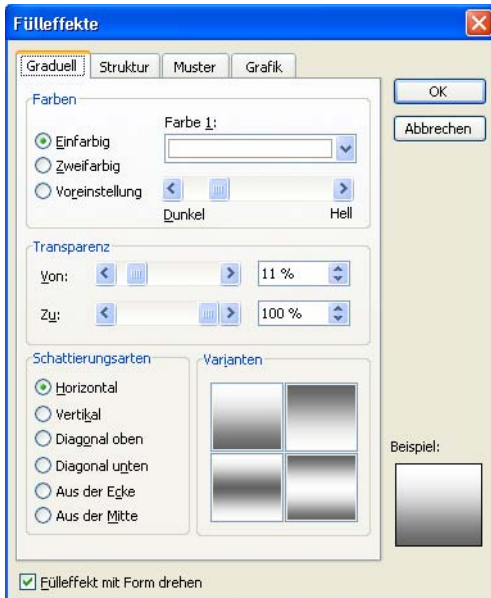 Fülleffekte
Graduell Struktur Muster Grafik
OK
Abbrechen
Farben
Einfarbig
Zweifarbig
Voreinstellung
Farbe 1:
Dunkel Hell
Transparenz
Von: 11 %
Zu: 100 %
Schattierungsarten
Horizontal
Vertikal
Diagonal oben
Diagonal unten
Aus der Ecke
Aus der Mitte
Varianten
Beispiel:
Fülleffekt mit Form drehen